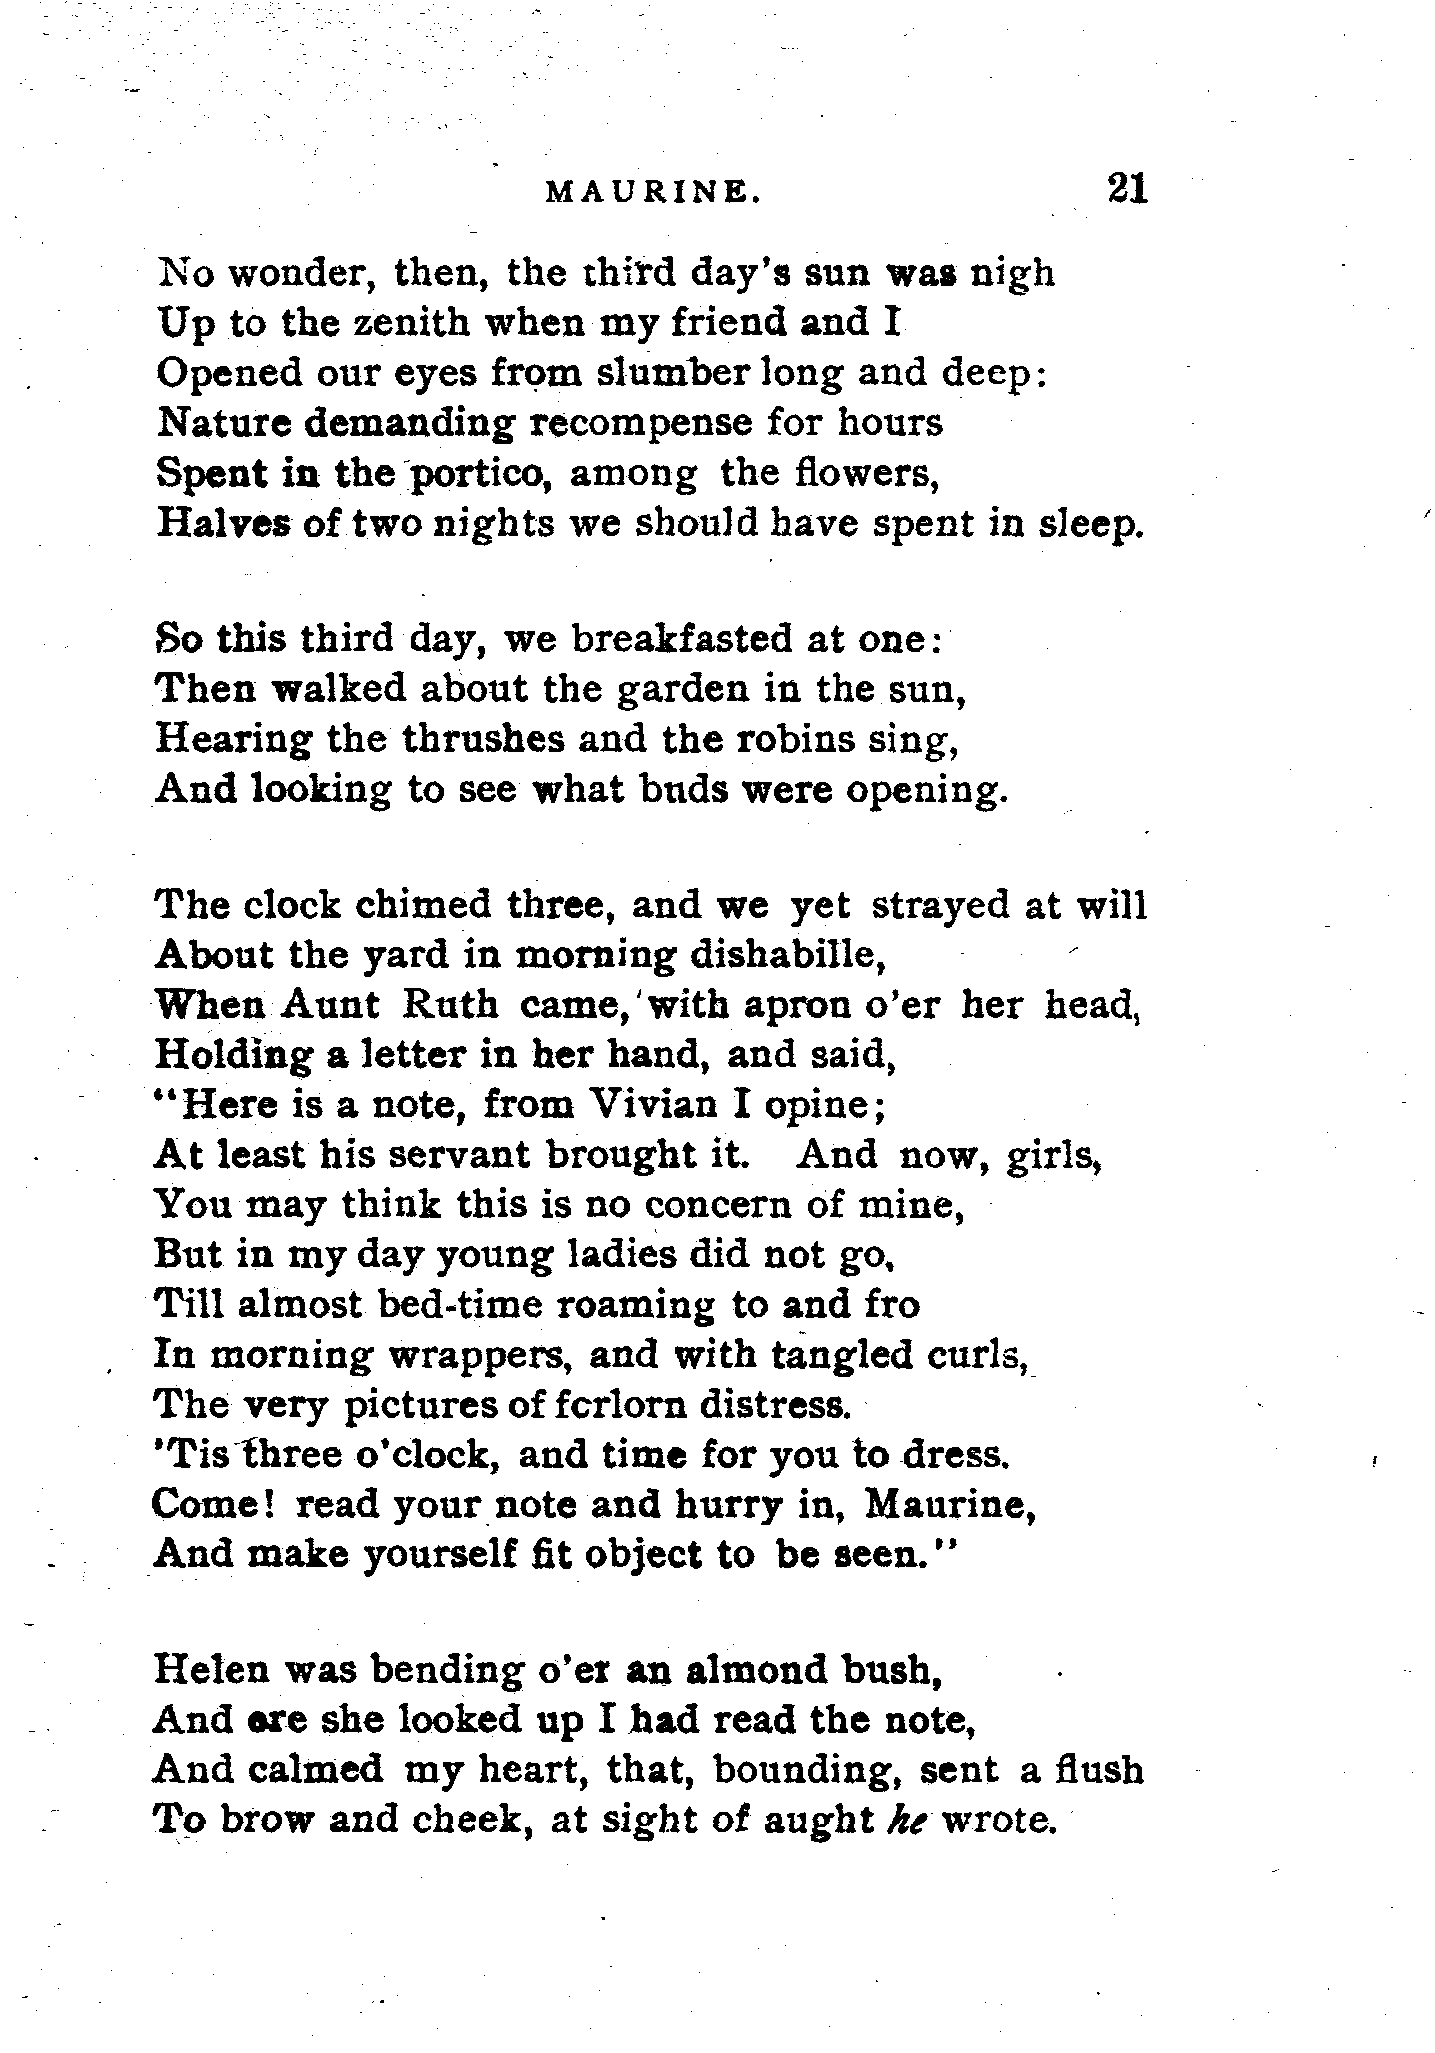 MAURINE. 21
No wonder, then, the third day's sun was nigh
Up to the zenith when my friend and I
Opened our eyes from slumber long and deep:
Nature demanding recompense for hours
Spent in the portico, among the flowers,
Halves of two nights we should have spent in sleep.
So this third day, we breakfasted at one:
Then walked about the garden in the sun,
Hearing the thrushes and the robins sing,
And looking to see what buds were opening.
The clock chimed three, and we yet strayed at will
About the yard in morning dishabille,
When Aunt Ruth came, with apron o'er her head,
Holding a letter in her hand, and said,
"Here is a note, from Vivian I opine;
At least his servant brought it. And now, girls,
You may think this is no concern of mine,
But in my day young ladies did not go,
Till almost bed-time roaming to and fro
In morning wrappers, and with tangled curls,
The very pictures of forlorn distress.
'Tis three o'clock, and time for you to dress.
Come! read your note and hurry in, Maurine,
And make yourself fit object to be seen."
Helen was bending o'er an almond bush,
And ere she looked up I had read the note,
And calmed my heart, that, bounding, sent a flush
To brow and cheek, at sight of aught he wrote.